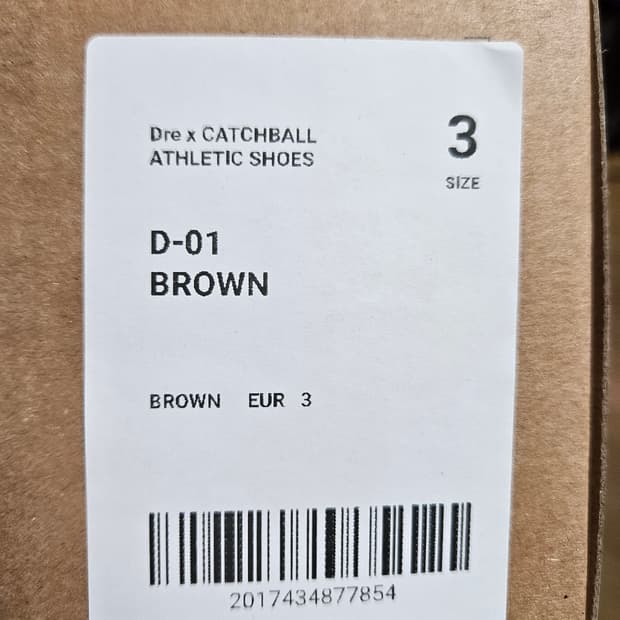 Dre x CATCHBALL
ATHLETIC SHOES
3
SIZE
D-01
BROWN
BROWN EUR 3
2017434877854